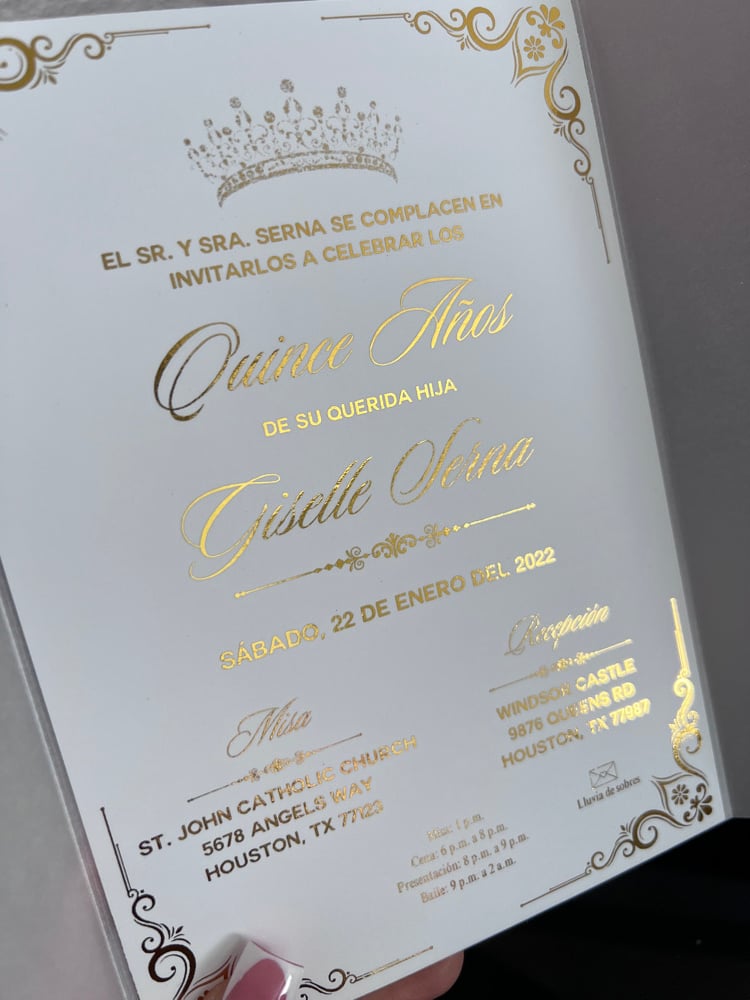 EL SR. Y SRA. SERNA SE COMPLACEN EN
INVITARLOS A CELEBRAR LOS
Quince Años
DE SU QUERIDA HIJA
Giselle Serna
SÁBADO, 22 DE ENERO DEL 2022
Misa
ST. JOHN CATHOLIC CHURCH
5678 ANGELS WAY
HOUSTON, TX 77123
Recepción
WINDSOR CASTLE
9876 QUEENS RD
HOUSTON, TX 77987
Misa: 1 p.m.
Cena: 6 p.m. a 8 p.m.
Presentación: 8 p.m. a 9 p.m.
Baile: 9 p.m. a 2 a.m.
Lluvia de sobres